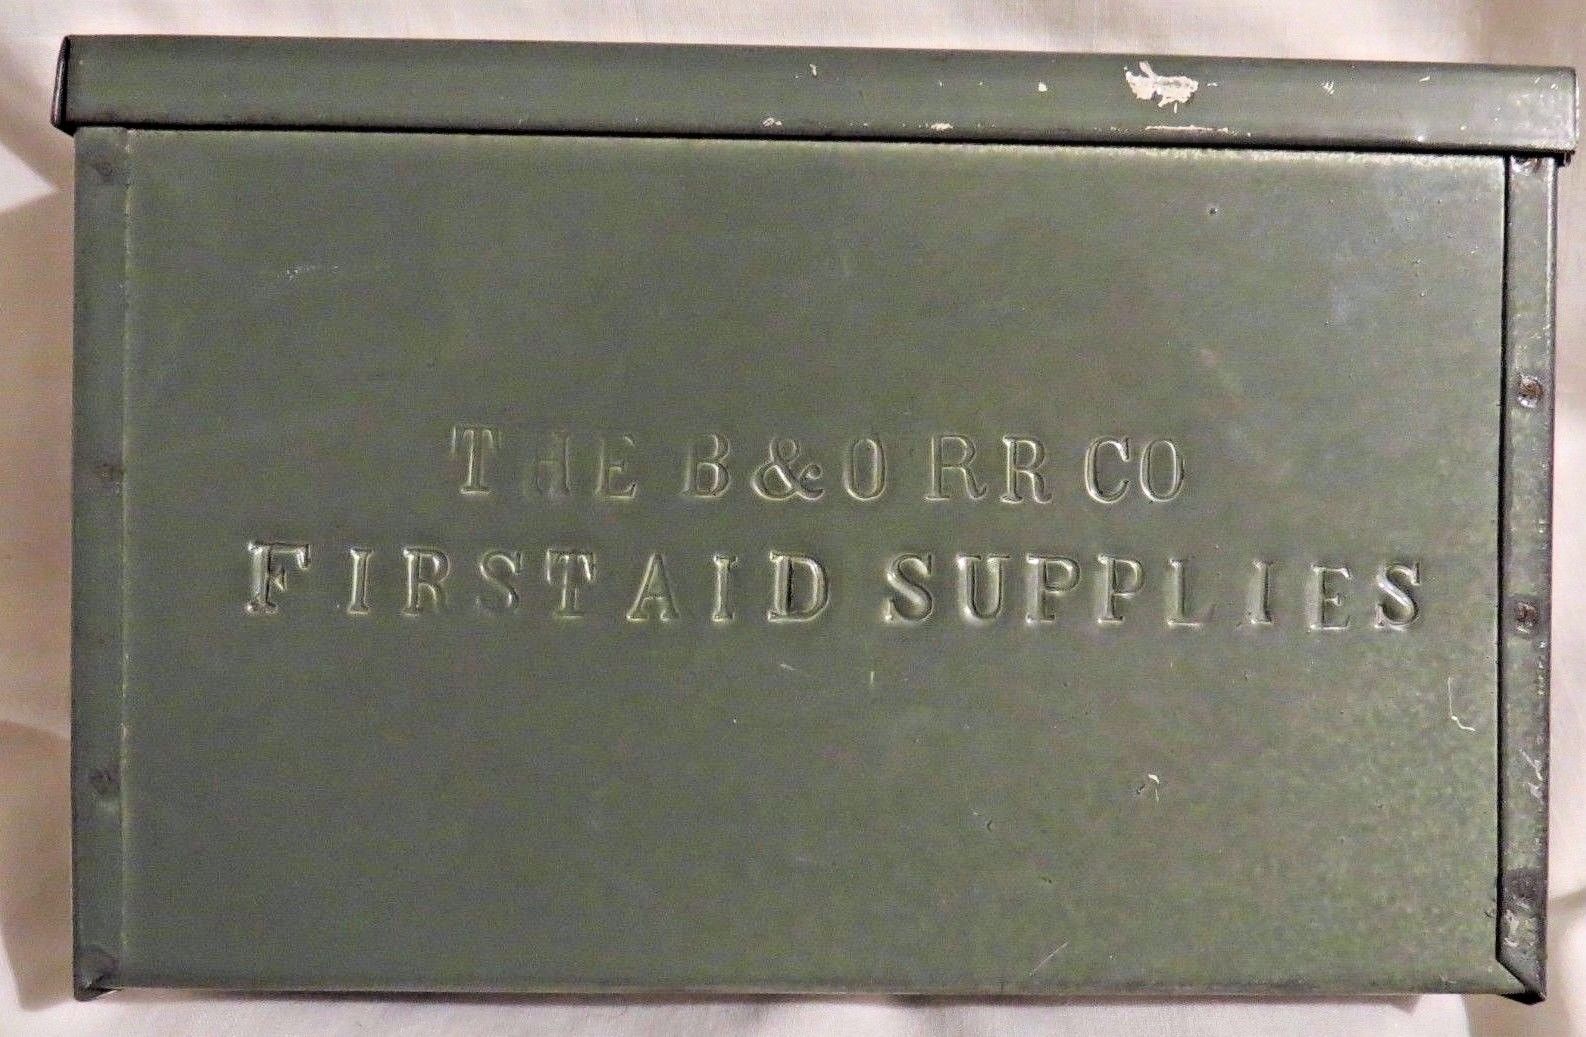 THE B&O RR CO
FIRST AID SUPPLIES